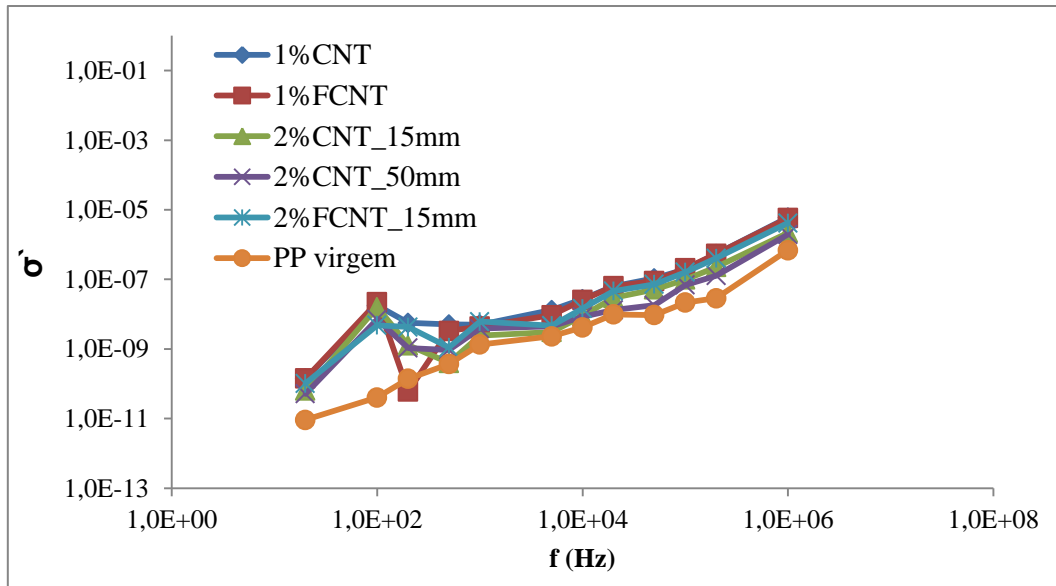 1,0E-01
1,0E-03
1,0E-05
1,0E-07
1,0E-09
1,0E-11
1,0E-13
σ`
1%CNT
1%FCNT
2%CNT_15mm
2%CNT_50mm
2%FCNT_15mm
PP virgem
1,0E+00 1,0E+02 1,0E+04 1,0E+06 1,0E+08
f (Hz)